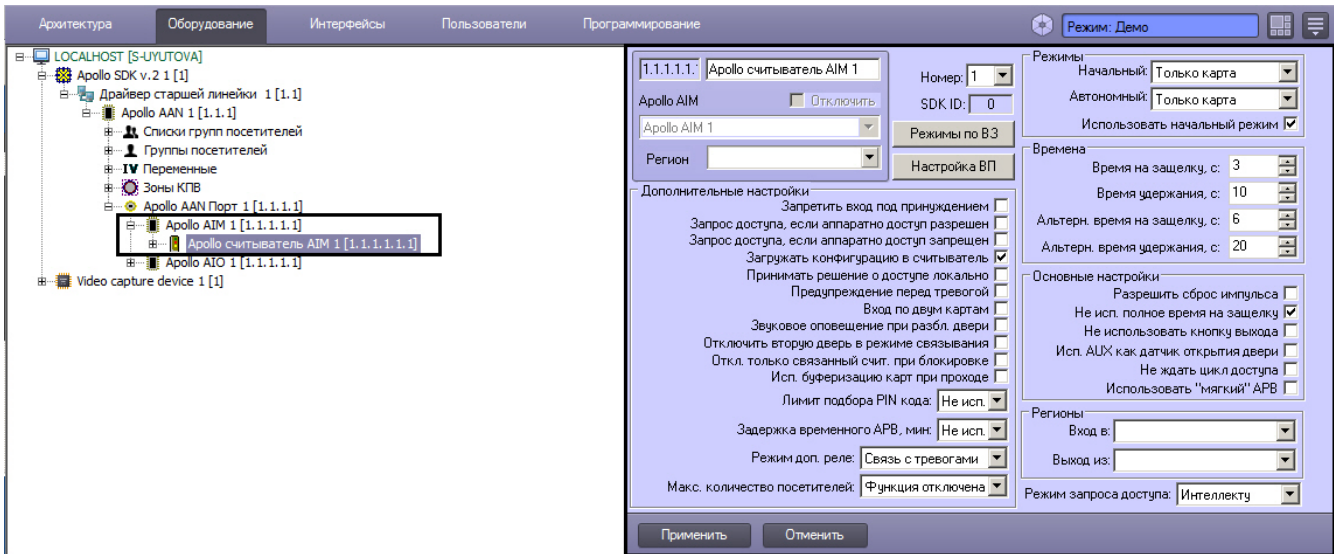 Архитектура Оборудование Интерфейсы Пользователи Программирование Режим: Демо
LOCALHOST [S-UYUTOVA]
Apollo SDK v.2 1 [1]
Драйвер старшей линейки 1 [1.1]
Apollo AAN 1 [1.1.1]
Списки групп посетителей
Группы посетителей
Переменные
Зоны КПВ
Apollo AAN Порт 1 [1.1.1.1]
Apollo AIM 1 [1.1.1.1.1]
Apollo считыватель AIM 1 [1.1.1.1.1.1]
Apollo AIO 1 [1.1.1.1.1]
Video capture device 1 [1]
1.1.1.1.1. Apollo считыватель AIM 1
Номер: 1
Apollo AIM Отключить
SDK ID: 0
Apollo AIM 1
Режимы по ВЗ
Регион
Настройка ВП
Дополнительные настройки
Запретить вход под принуждением
Запрос доступа, если аппаратно доступ разрешен
Запрос доступа, если аппаратно доступ запрещен
Загружать конфигурацию в считыватель
Принимать решение о доступе локально
Предупреждение перед тревогой
Вход по двум картам
Звуковое оповещение при разбл. двери
Отключить вторую дверь в режиме связывания
Откл. только связанный счит. при блокировке
Исп. буферизацию карт при проходе
Лимит подбора PIN кода: Не исп.
Задержка временного АРВ, мин: Не исп.
Режим доп. реле: Связь с тревогами
Макс. количество посетителей: Функция отключена
Режимы
Начальный: Только карта
Автономный: Только карта
Использовать начальный режим
Времена
Время на защелку, с: 3
Время удержания, с: 10
Альтерн. время на защелку, с: 6
Альтерн. время удержания, с: 20
Основные настройки
Разрешить сброс импульса
Не исп. полное время на защелку
Не использовать кнопку выхода
Исп. AUX как датчик открытия двери
Не ждать цикл доступа
Использовать "мягкий" АРВ
Регионы
Вход в:
Выход из:
Режим запроса доступа: Интеллекту
Применить Отменить